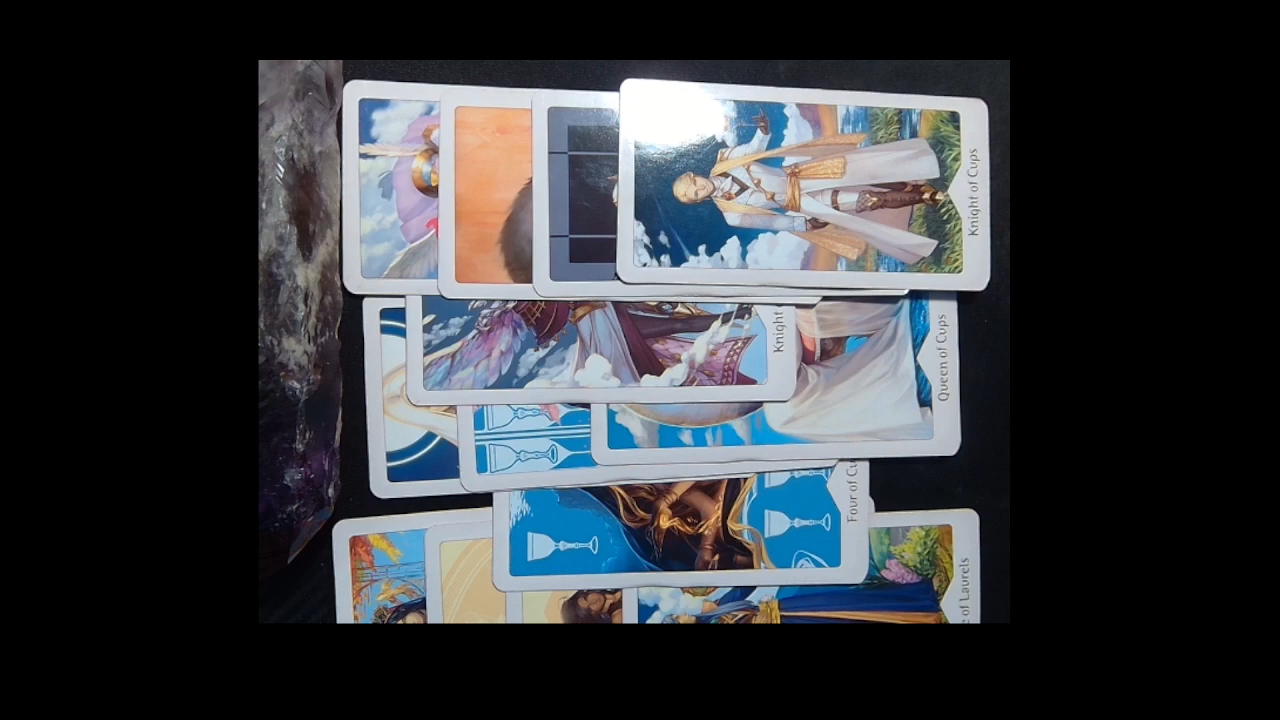 Knight of Cups
Knight
Queen of Cups
Four of Cu
e of Laurels